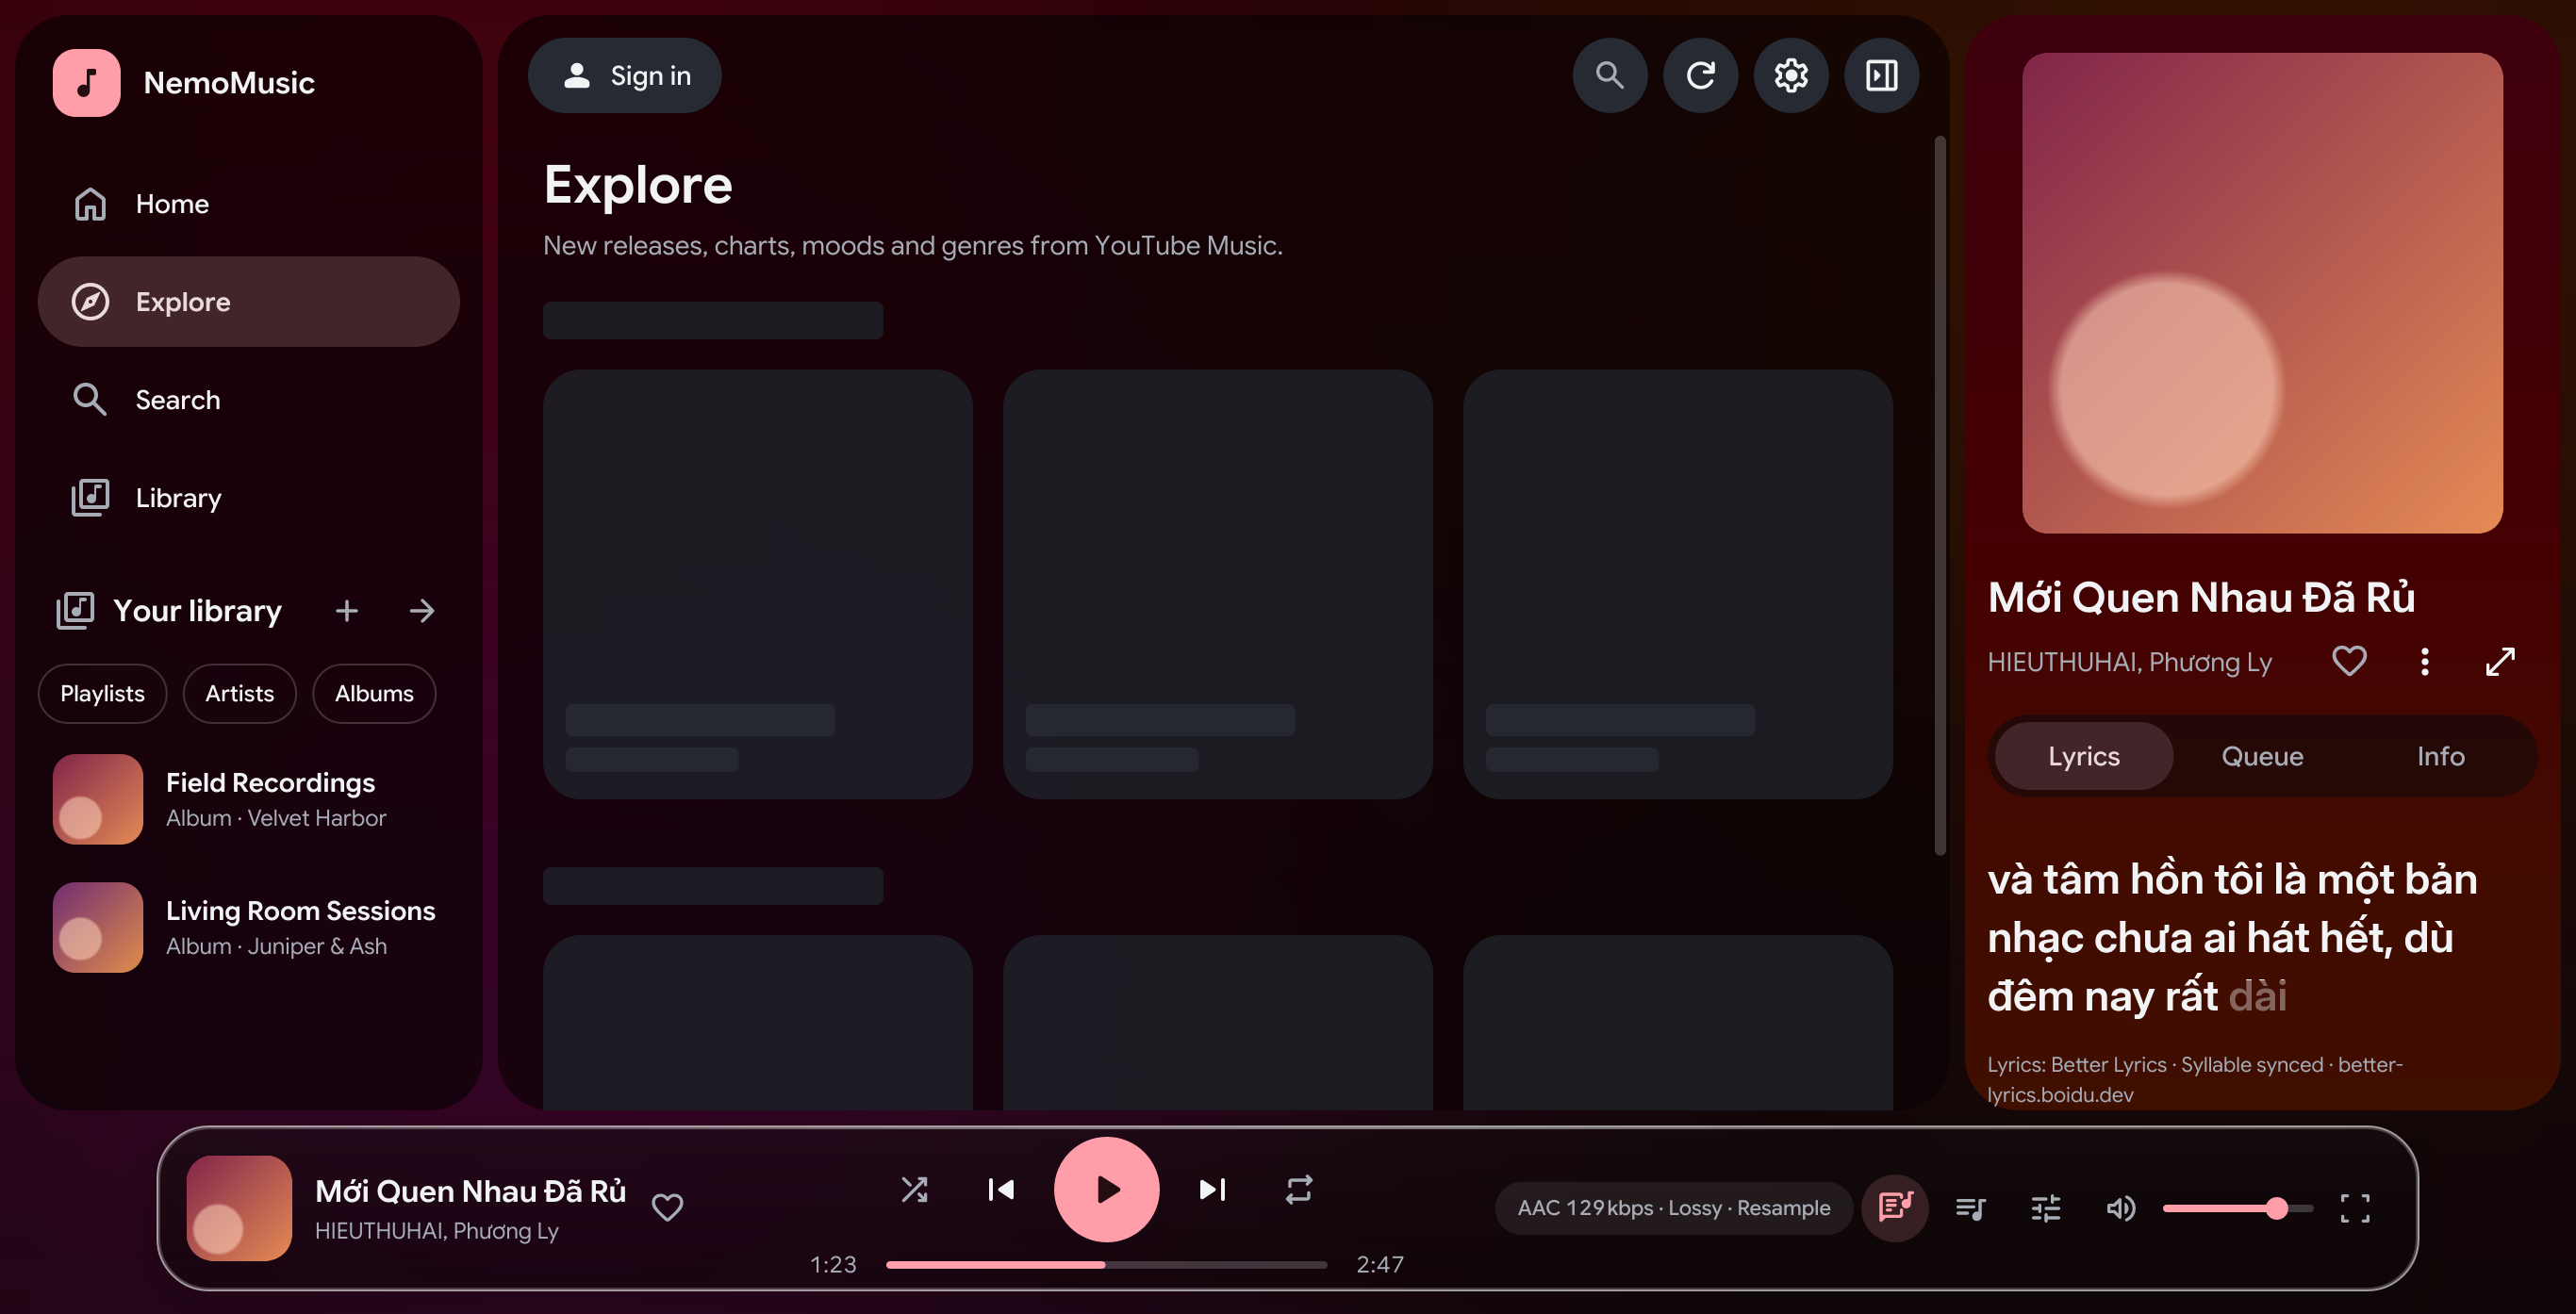 NemoMusic
Home
Explore
Search
Library
Your library
Playlists
Artists
Albums
Field Recordings
Album · Velvet Harbor
Living Room Sessions
Album · Juniper & Ash
Sign in
Explore
New releases, charts, moods and genres from YouTube Music.
Mới Quen Nhau Đã Rủ
HIEUTHUHAI, Phương Ly
Lyrics
Queue
Info
và tâm hồn tôi là một bản
nhạc chưa ai hát hết, dù
đêm nay rất dài
Lyrics: Better Lyrics · Syllable synced · better-
lyrics.boidu.dev
Mới Quen Nhau Đã Rủ
HIEUTHUHAI, Phương Ly
1:23
2:47
AAC 129kbps · Lossy · Resample